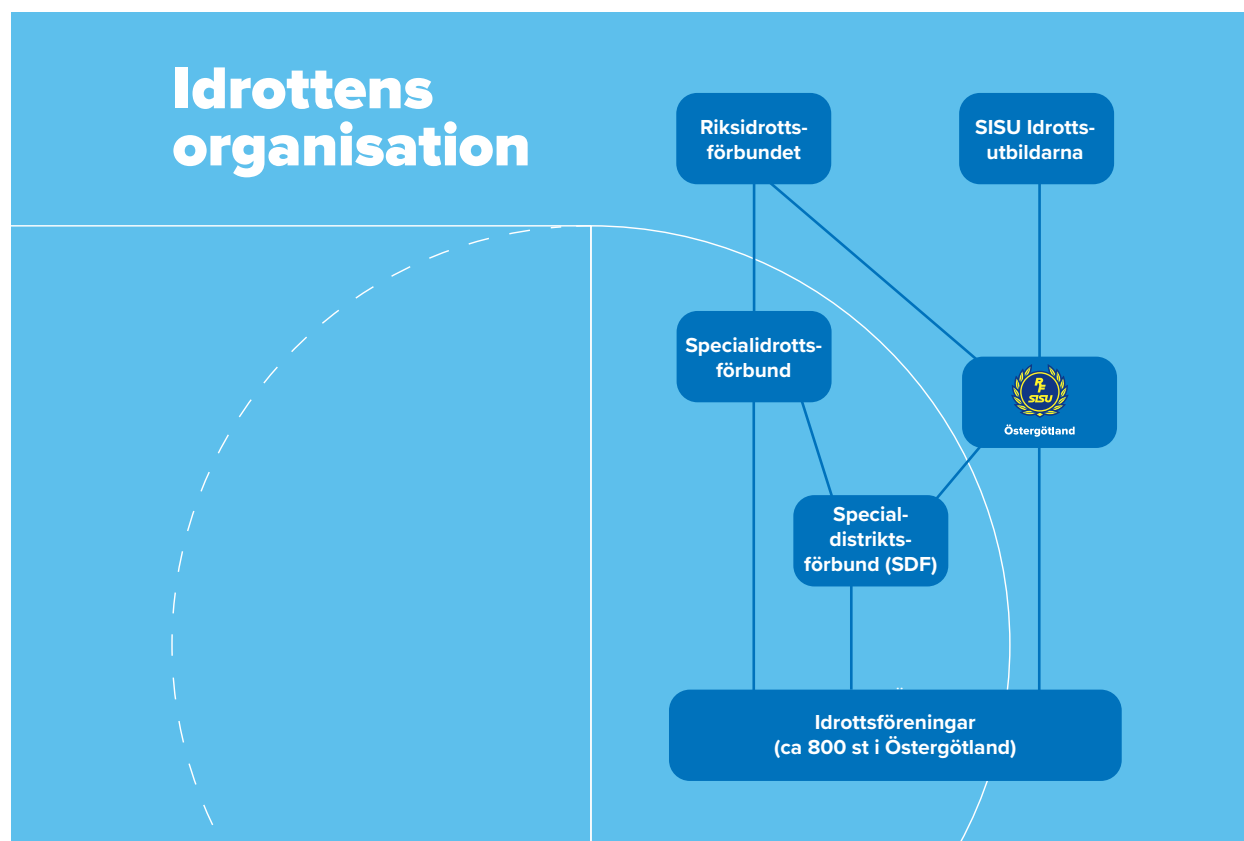 Idrottens
organisation
Riksidrotts-
förbundet
SISU Idrotts-
utbildarna
Specialidrotts-
förbund
RF
SISU
Östergötland
Special-
distrikts-
förbund (SDF)
Idrottsföreningar
(ca 800 st i Östergötland)